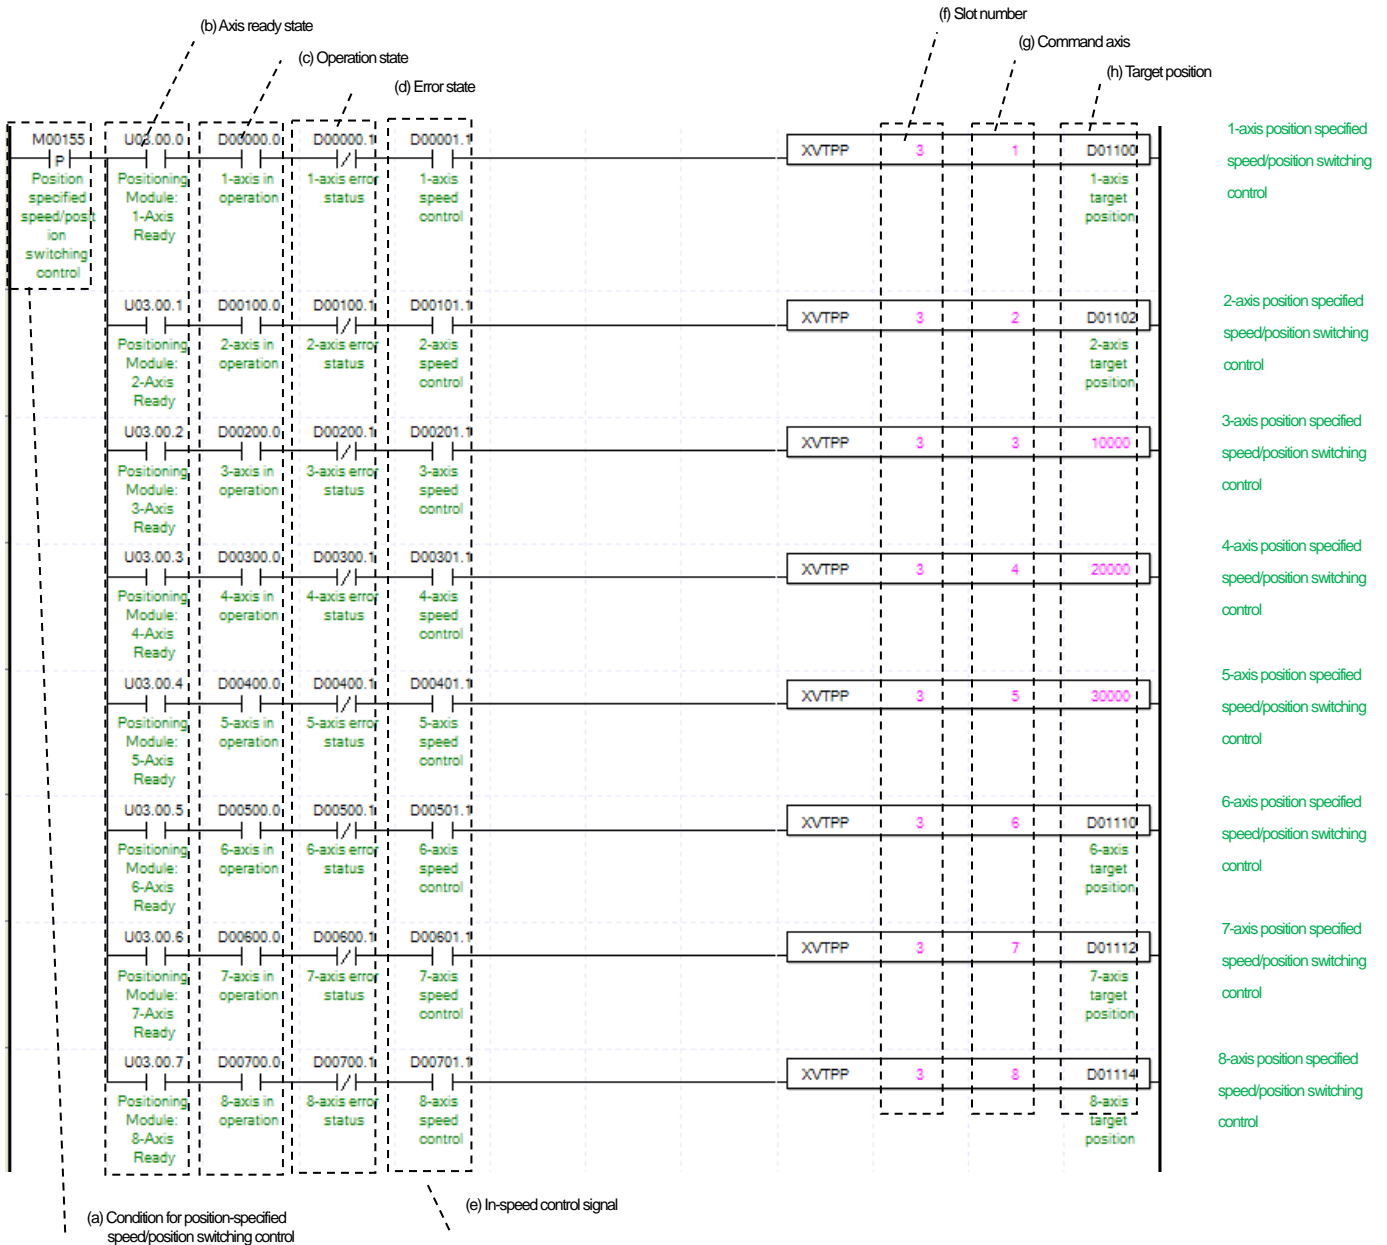 (b) Axis ready state
(c) Operation state
(d) Error state
(f) Slot number
(g) Command axis
(h) Target position
M00155 U03.00.0 D00000.0 D00000.1 D00001.1
P
XVTPP 3 1 D01100
Position
specified
speed/posit
ion
switching
control
Positioning
Module:
1-Axis
Ready
1-axis in
operation
1-axis error
status
1-axis
speed
control
1-axis
target
position
1-axis position specified
speed/position switching
control
U03.00.1 D00100.0 D00100.1 D00101.1
XVTPP 3 2 D01102
Positioning
Module:
2-Axis
Ready
2-axis in
operation
2-axis error
status
2-axis
speed
control
2-axis
target
position
2-axis position specified
speed/position switching
control
U03.00.2 D00200.0 D00200.1 D00201.1
XVTPP 3 3 10000
Positioning
Module:
3-Axis
Ready
3-axis in
operation
3-axis error
status
3-axis
speed
control
3-axis position specified
speed/position switching
control
U03.00.3 D00300.0 D00300.1 D00301.1
XVTPP 3 4 20000
Positioning
Module:
4-Axis
Ready
4-axis in
operation
4-axis error
status
4-axis
speed
control
4-axis position specified
speed/position switching
control
U03.00.4 D00400.0 D00400.1 D00401.1
XVTPP 3 5 30000
Positioning
Module:
5-Axis
Ready
5-axis in
operation
5-axis error
status
5-axis
speed
control
5-axis position specified
speed/position switching
control
U03.00.5 D00500.0 D00500.1 D00501.1
XVTPP 3 6 D01110
Positioning
Module:
6-Axis
Ready
6-axis in
operation
6-axis error
status
6-axis
speed
control
6-axis
target
position
6-axis position specified
speed/position switching
control
U03.00.6 D00600.0 D00600.1 D00601.1
XVTPP 3 7 D01112
Positioning
Module:
7-Axis
Ready
7-axis in
operation
7-axis error
status
7-axis
speed
control
7-axis
target
position
7-axis position specified
speed/position switching
control
U03.00.7 D00700.0 D00700.1 D00701.1
XVTPP 3 8 D01114
Positioning
Module:
8-Axis
Ready
8-axis in
operation
8-axis error
status
8-axis
speed
control
8-axis
target
position
8-axis position specified
speed/position switching
control
(a) Condition for position-specified
speed/position switching control
(e) In-speed control signal